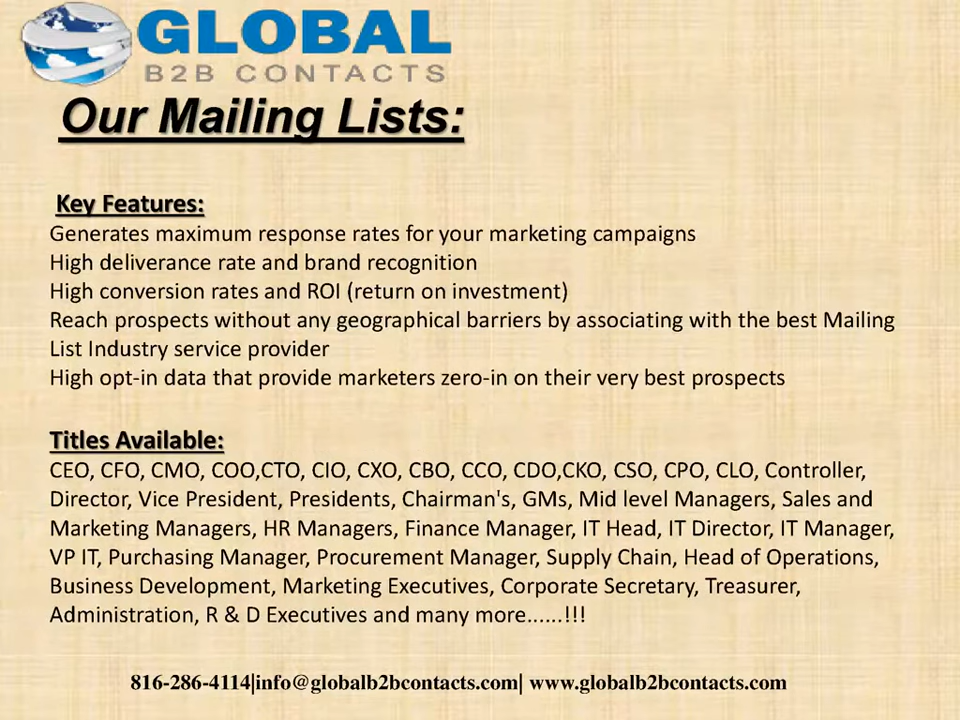 GLOBAL
B2B CONTACTS
Our Mailing Lists:
Key Features:
Generates maximum response rates for your marketing campaigns
High deliverance rate and brand recognition
High conversion rates and ROI (return on investment)
Reach prospects without any geographical barriers by associating with the best Mailing
List Industry service provider
High opt-in data that provide marketers zero-in on their very best prospects
Titles Available:
CEO, CFO, CMO, COO,CTO, CIO, CXO, CBO, CCO, CDO,CKO, CSO, CPO, CLO, Controller,
Director, Vice President, Presidents, Chairman's, GMs, Mid level Managers, Sales and
Marketing Managers, HR Managers, Finance Manager, IT Head, IT Director, IT Manager,
VP IT, Purchasing Manager, Procurement Manager, Supply Chain, Head of Operations,
Business Development, Marketing Executives, Corporate Secretary, Treasurer,
Administration, R & D Executives and many more......!!!
816-286-4114|info@globalb2bcontacts.com| www.globalb2bcontacts.com